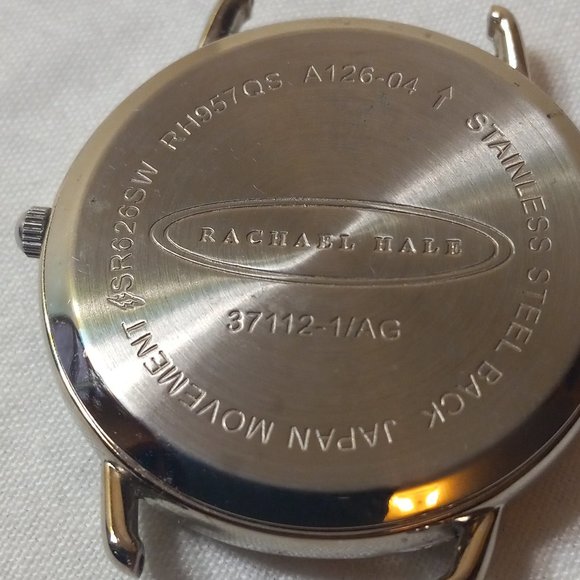 RACHAEL HALE
37112-1/AG
SR626SW RH957QS A126-04 ↑ STAINLESS STEEL BACK JAPAN MOVEMENT